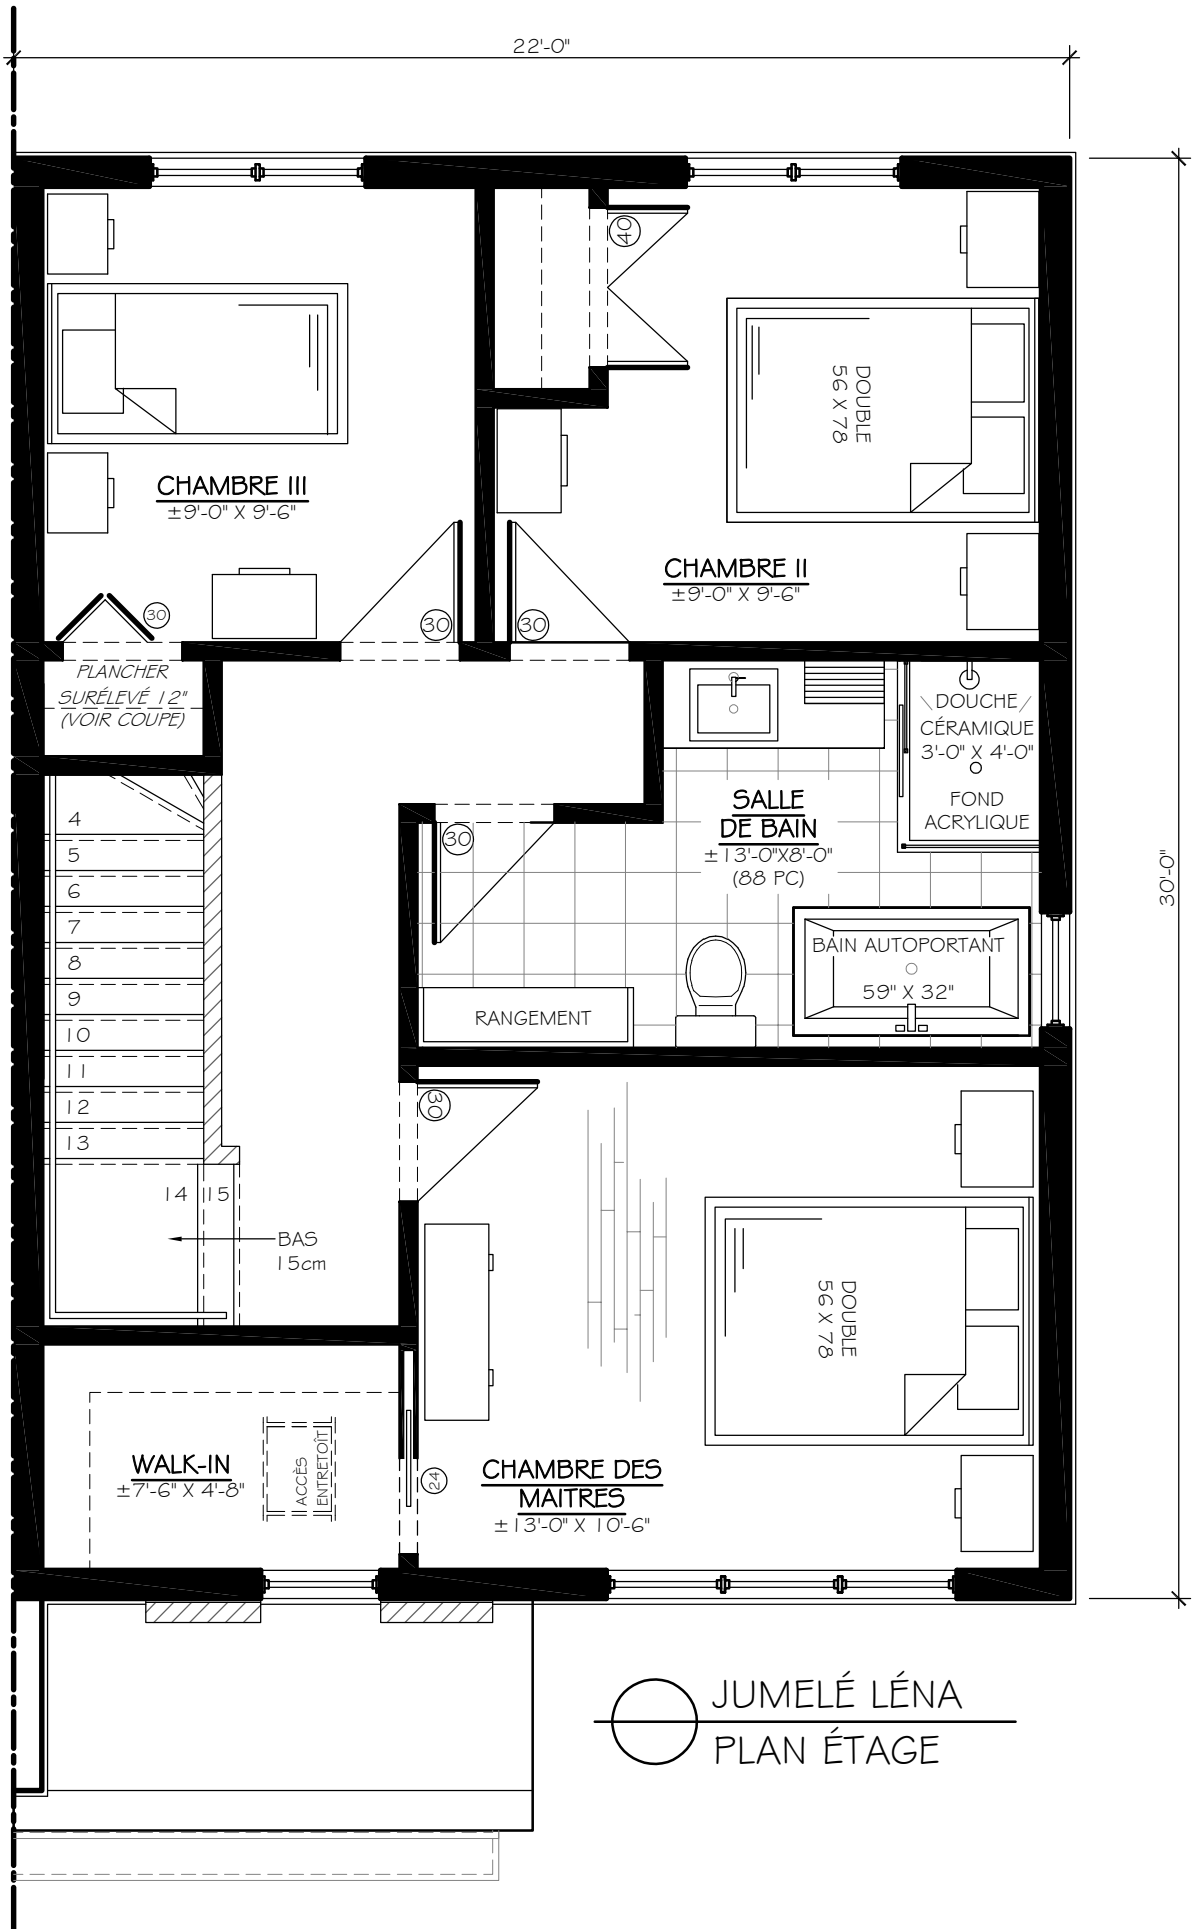 22'-0"
40
DOUBLE
56 X 78
CHAMBRE III
±9'-0" X 9'-6"
CHAMBRE II
±9'-0" X 9'-6"
30
30
30
PLANCHER
SURÉLEVÉ 12"
(VOIR COUPE)
DOUCHE
CÉRAMIQUE
3'-0" X 4'-0"
FOND
ACRYLIQUE
SALLE
DE BAIN
±13'-0"X8'-0"
(88 PC)
30
30'-0"
4
5
6
7
8
9
10
11
12
13
14 15
BAIN AUTOPORTANT
59" X 32"
RANGEMENT
30
BAS
15cm
DOUBLE
56 X 78
WALK-IN
±7'-6" X 4'-8"
ACCÈS
ENTRETOÎT
24
CHAMBRE DES
MAITRES
±13'-0" X 10'-6"
JUMELÉ LÉNA
PLAN ÉTAGE